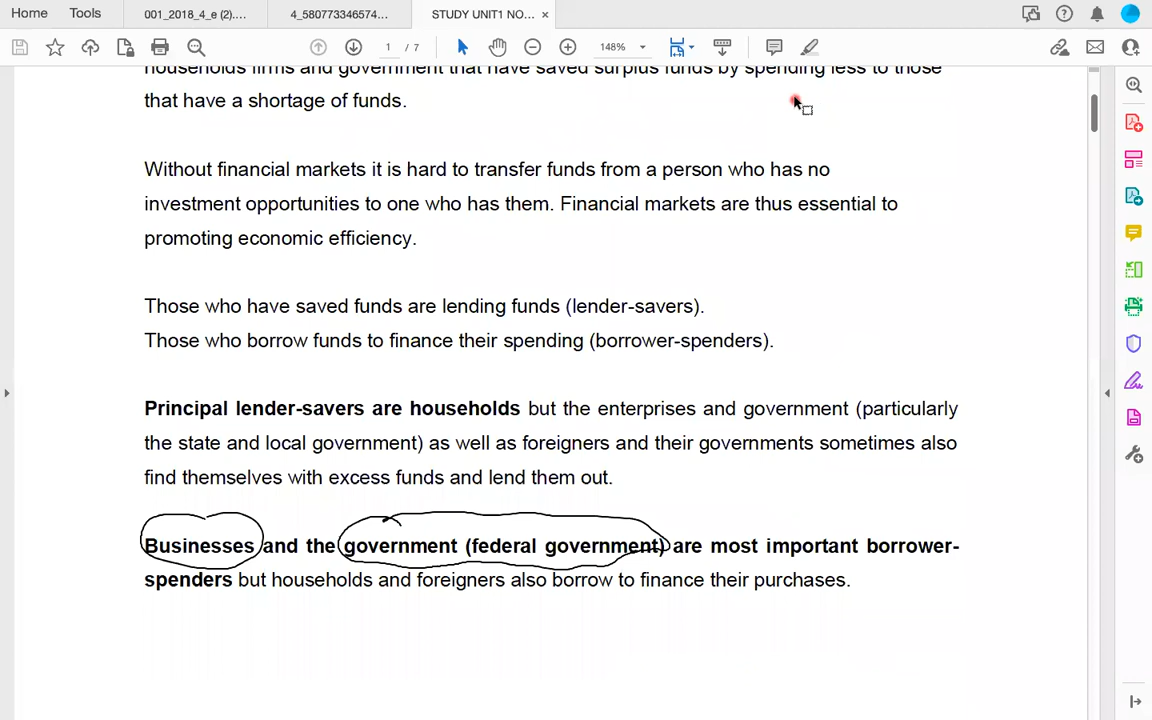 001_2018_4_e (2)....
4_580773346574...
STUDY UNIT1 NO... ×
Home
Tools
1 / 7
148%
households firms and government that have saved surplus funds by spending less to those
that have a shortage of funds.
Without financial markets it is hard to transfer funds from a person who has no
investment opportunities to one who has them. Financial markets are thus essential to
promoting economic efficiency.
Those who have saved funds are lending funds (lender-savers).
Those who borrow funds to finance their spending (borrower-spenders).
Principal lender-savers are households but the enterprises and government (particularly
the state and local government) as well as foreigners and their governments sometimes also
find themselves with excess funds and lend them out.
Businesses and the government (federal government) are most important borrower-
spenders but households and foreigners also borrow to finance their purchases.